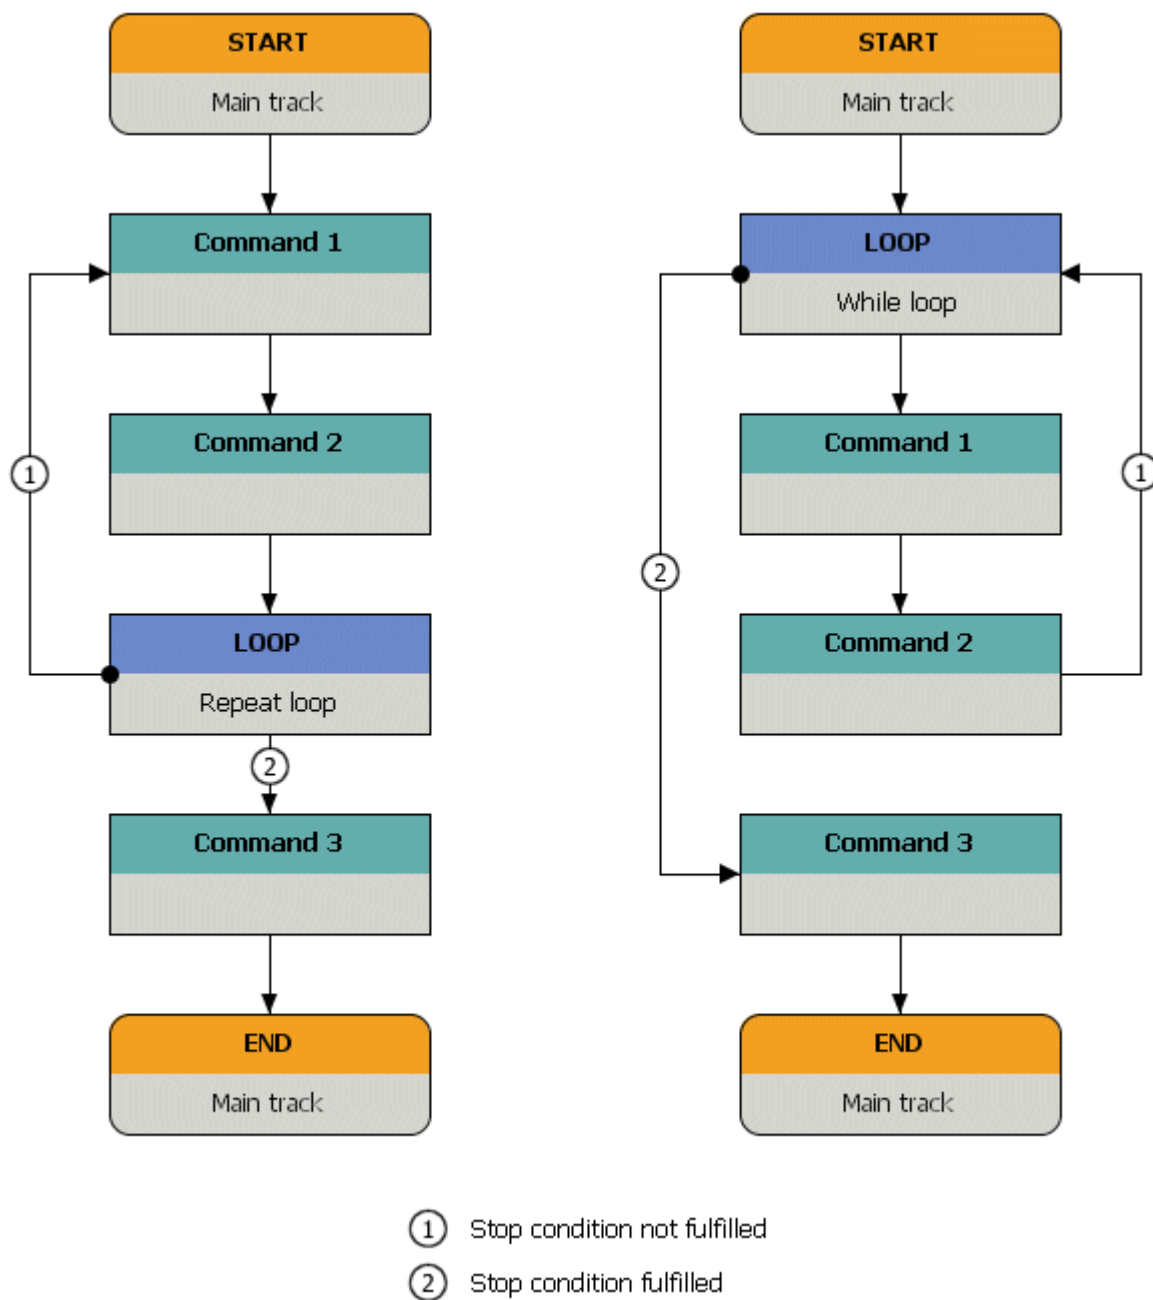 START
Main track
Command 1
Command 2
1
LOOP
Repeat loop
2
Command 3
END
Main track
START
Main track
LOOP
While loop
Command 1
1
2
Command 2
Command 3
END
Main track
1 Stop condition not fulfilled
2 Stop condition fulfilled